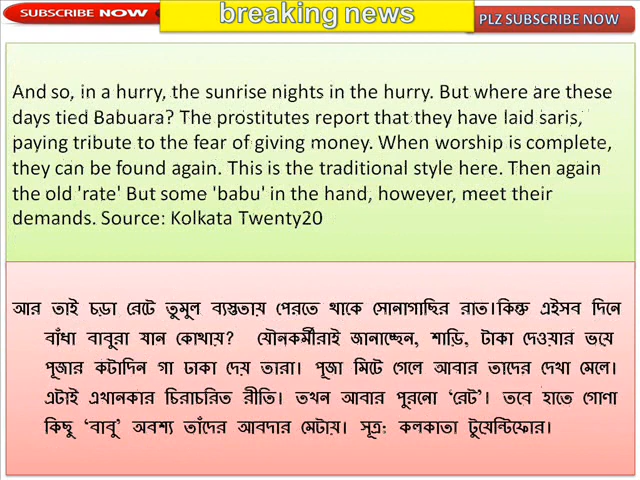 SUBSCRIBE NOW
breaking news
PLZ SUBSCRIBE NOW
And so, in a hurry, the sunrise nights in the hurry. But where are these
days tied Babuara? The prostitutes report that they have laid saris,
paying tribute to the fear of giving money. When worship is complete,
they can be found again. This is the traditional style here. Then again
the old 'rate' But some 'babu' in the hand, however, meet their
demands. Source: Kolkata Twenty20
আর তাই চড়া রেটে তুমুল ব্যস্ততায় পেরতে থাকে সোনাগাছির রাত।কিন্তু এইসব দিনে
বাঁধা বাবুরা যান কোথায়? যৌনকর্মীরাই জানাচ্ছেন, শাড়ি, টাকা দেওয়ার ভয়ে
পূজার কটাদিন গা ঢাকা দেয় তারা। পূজা মিটে গেলে আবার তাদের দেখা মেলে।
এটাই এখানকার চিরাচরিত রীতি। তখন আবার পুরনো ‘রেট’। তবে হাতে গোণা
কিছু ‘বাবু’ অবশ্য তাঁদের আবদার মেটায়। সূত্র: কলকাতা টুয়েন্টিফোর।